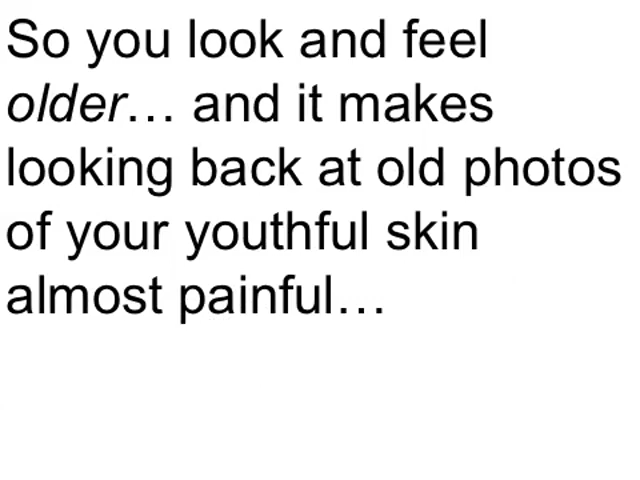 So you look and feel
older… and it makes
looking back at old photos
of your youthful skin
almost painful…